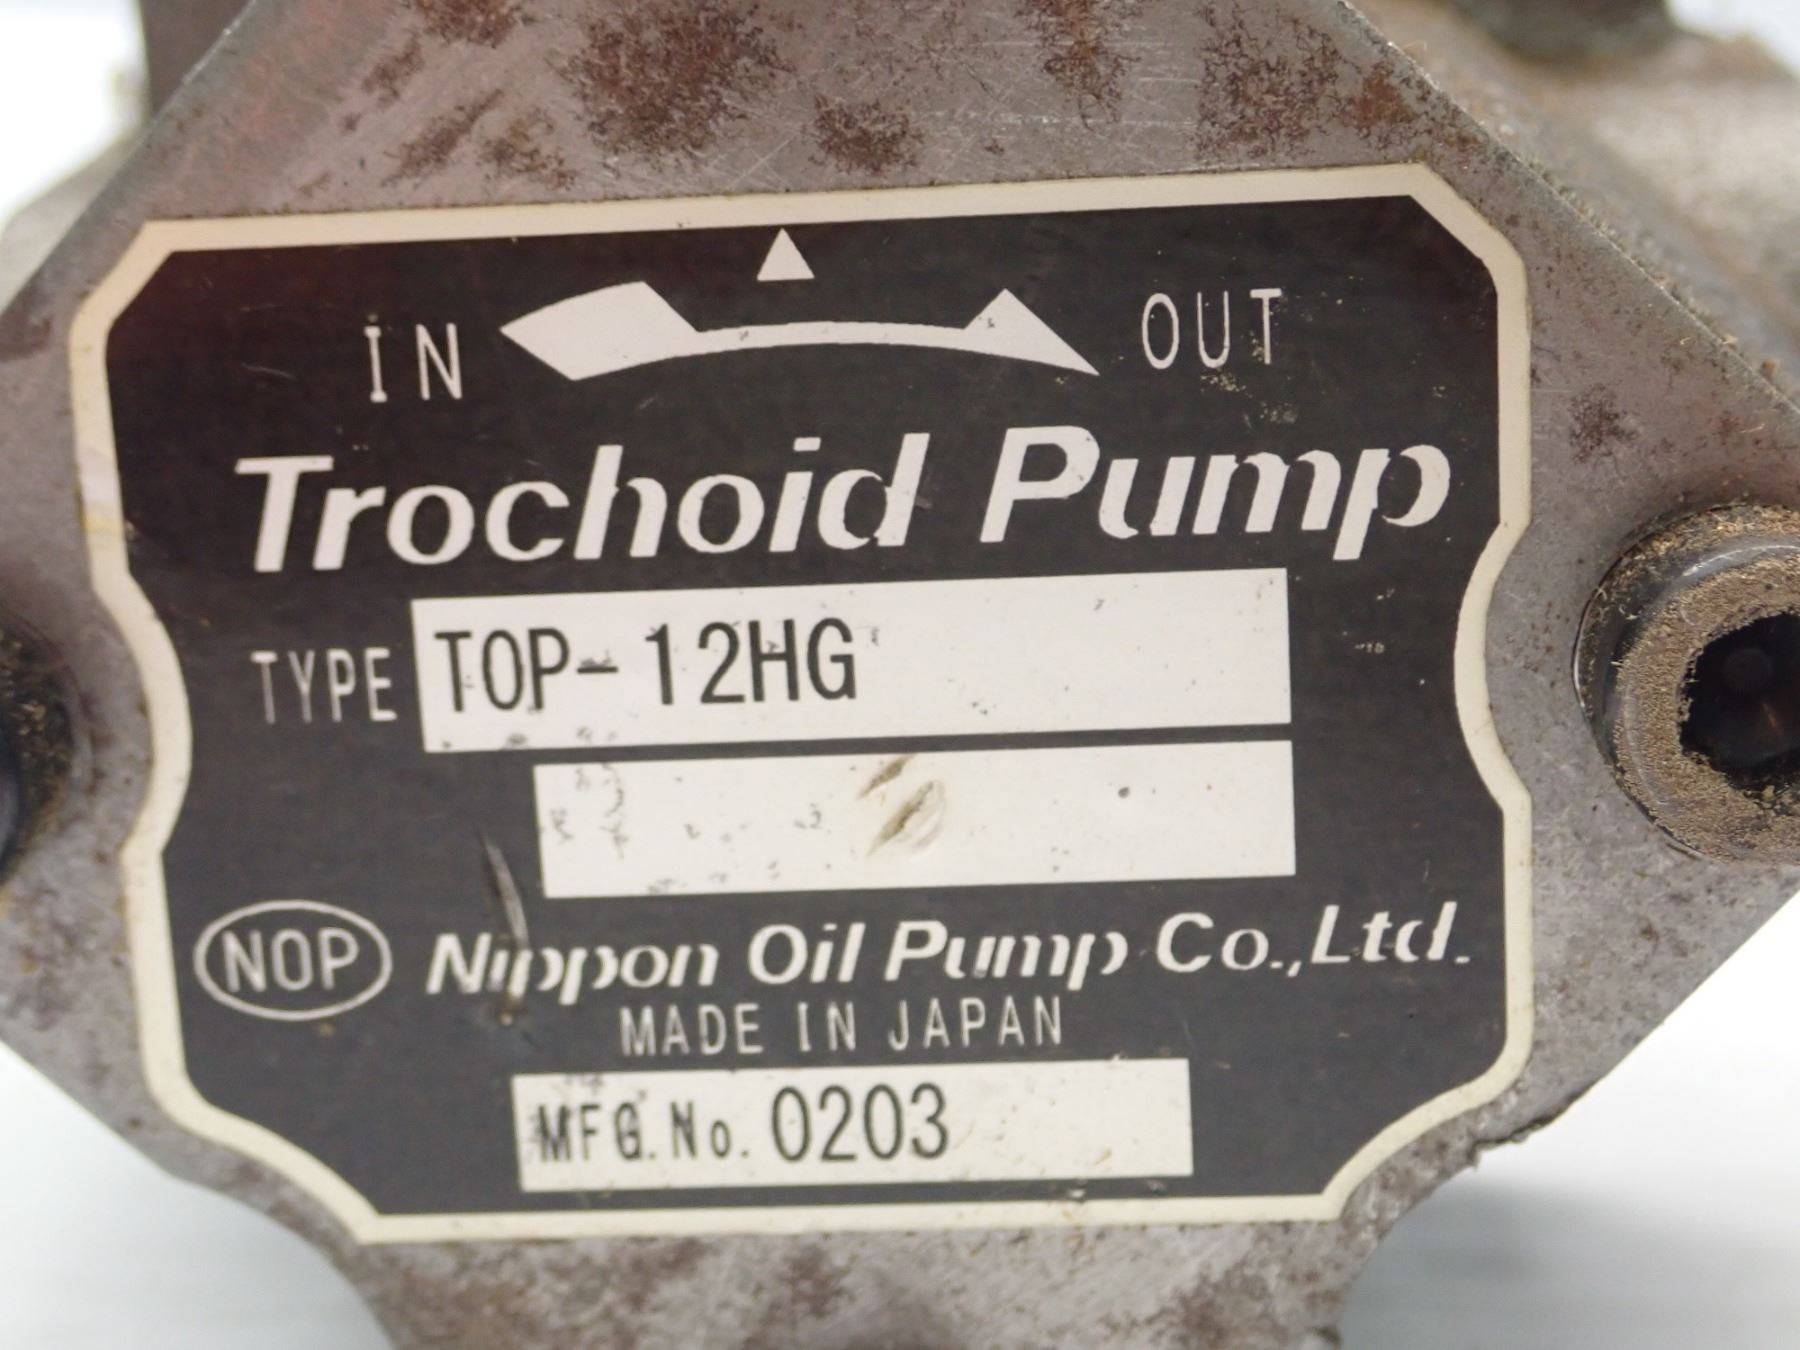 IN OUT
Trochoid Pump
TYPE TOP-12HG
NOP Nippon Oil Pump Co.,Ltd.
MADE IN JAPAN
MFG.No. 0203